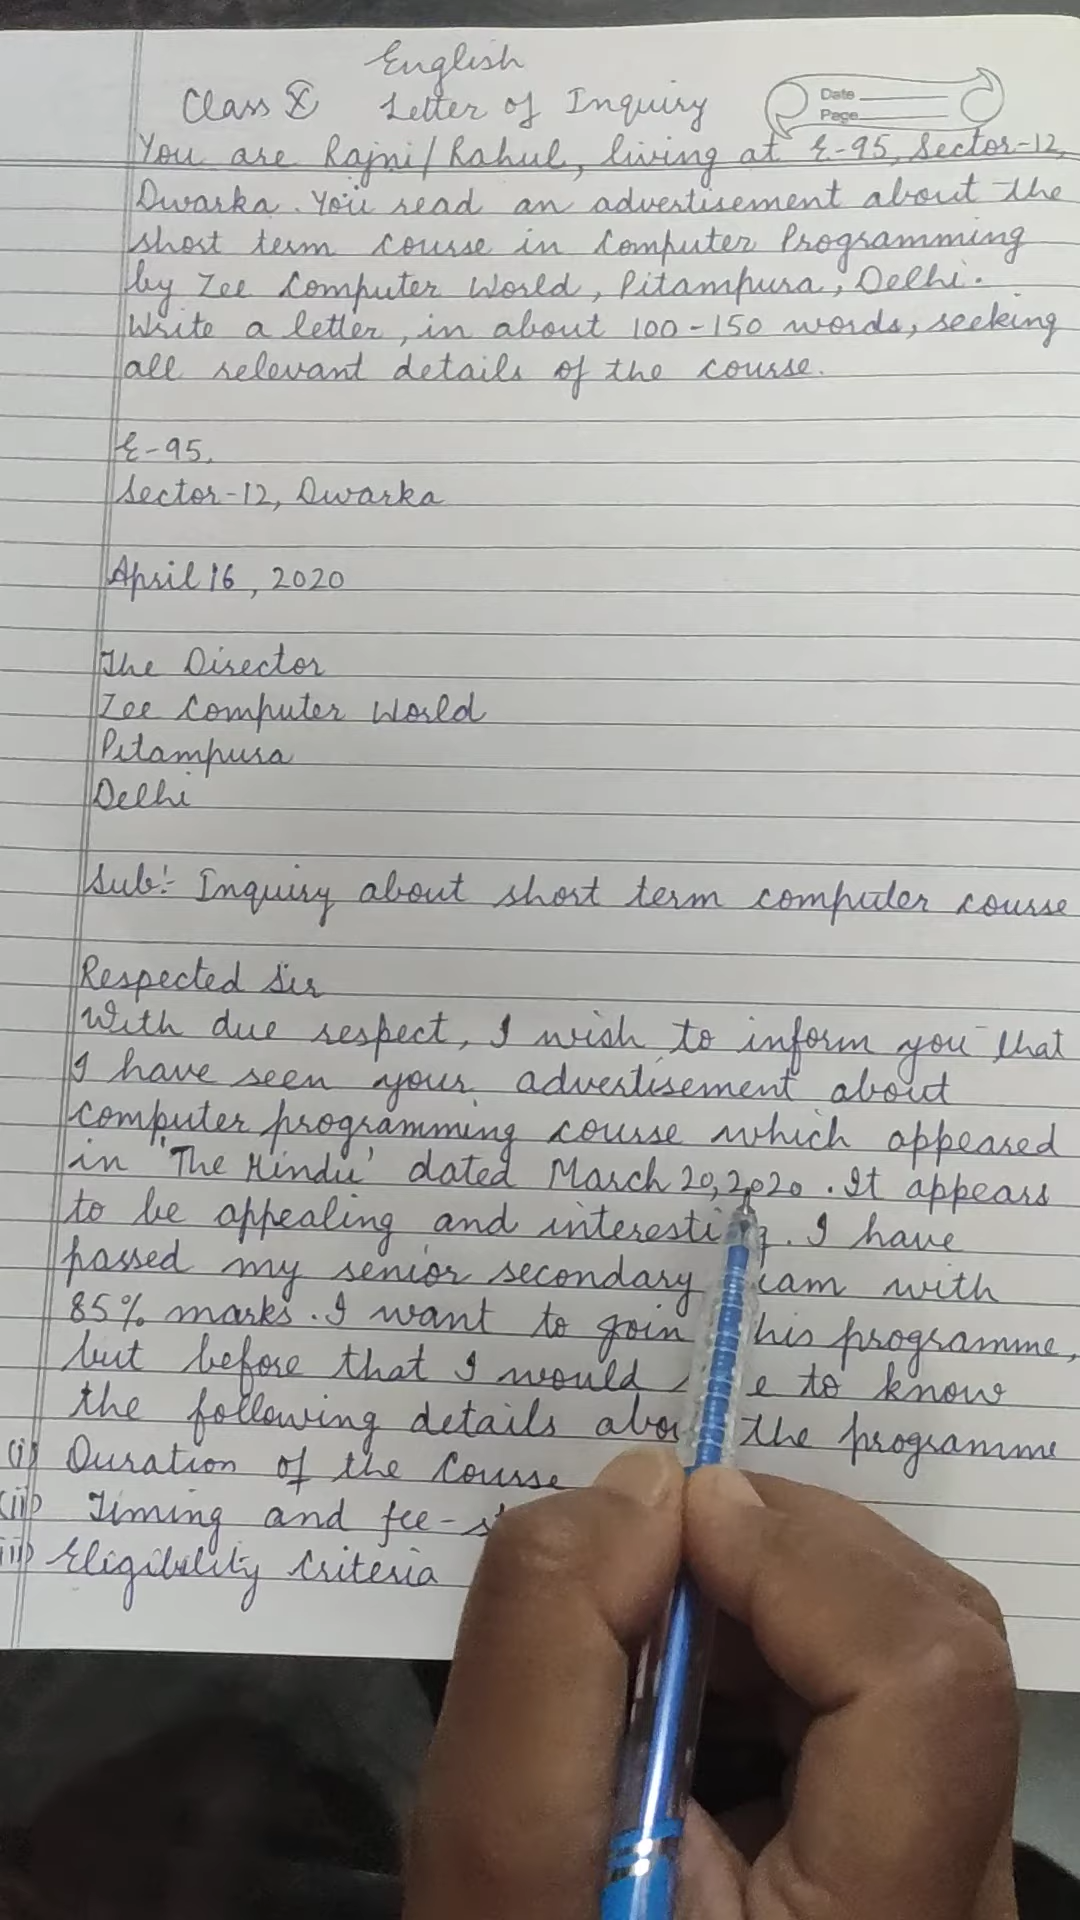 English
Class X Letter of Inquiry
Date
Page
You are Rajni/Rahul, living at E-95, Sector-12,
Dwarka. You read an advertisement about the
short term course in Computer Programming
by Zee Computer World, Pitampura, Delhi.
Write a letter, in about 100-150 words, seeking
all relevant details of the course.
E-95,
Sector-12, Dwarka
April 16, 2020
The Director
Zee Computer World
Pitampura
Delhi
Sub:- Inquiry about short term computer course
Respected Sir
With due respect, I wish to inform you that
I have seen your advertisement about
computer programming course which appeared
in 'The Hindu' dated March 20, 2020. It appears
to be appealing and interesting. I have
passed my senior secondary exam with
85% marks. I want to join this programme,
but before that I would to know
the following details about the programme
(i) Duration of the Course
(ii) Timing and fee-
(iii) Eligibility Criteria